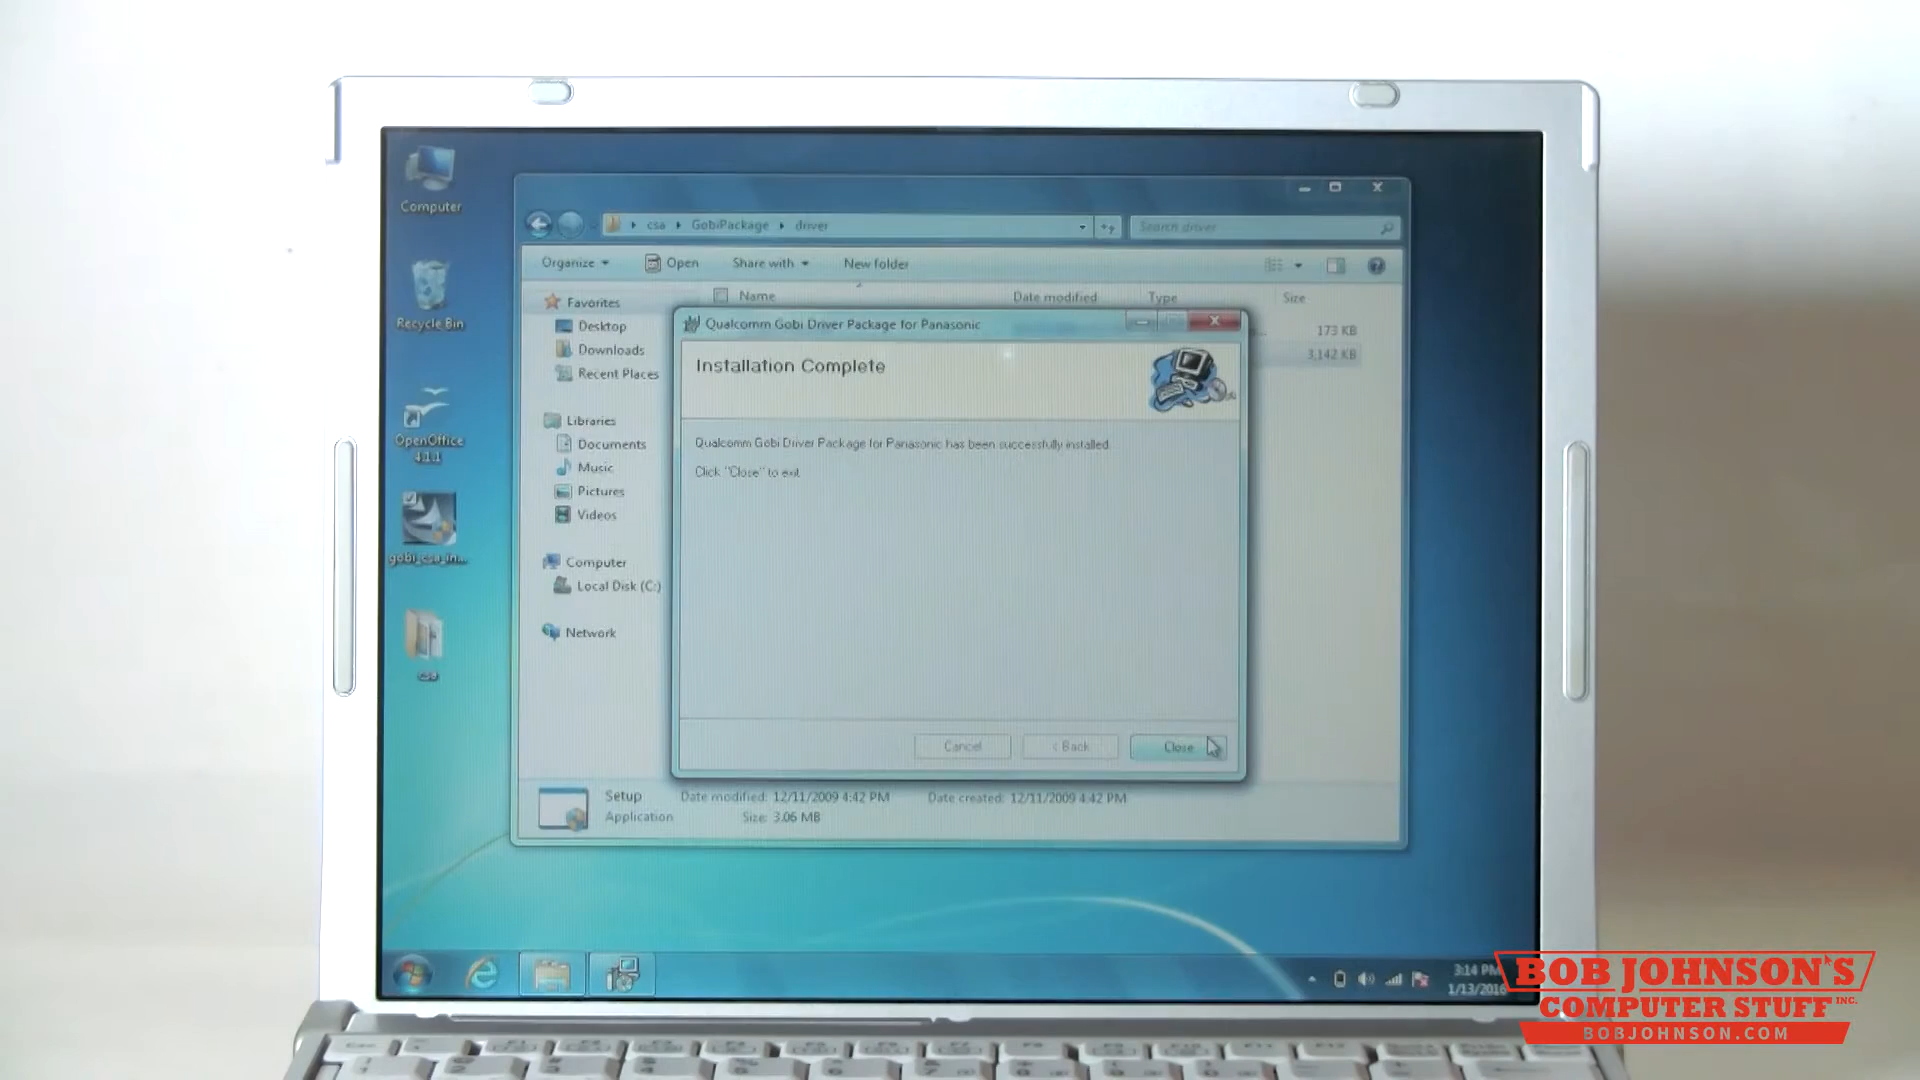 Computer
Recycle Bin
OpenOffice
4.1.1
gobi_csa_in...
csa
csa
GobiPackage
driver
Search driver
Organize
Open
Share with
New folder
Name
Date modified
Type
Size
Favorites
Desktop
Downloads
Recent Places
Libraries
Documents
Music
Pictures
Videos
Computer
Local Disk (C:)
Network
173 KB
3,142 KB
Qualcomm Gobi Driver Package for Panasonic
Installation Complete
Qualcomm Gobi Driver Package for Panasonic has been successfully installed.
Click "Close" to exit.
Cancel
< Back
Close
Setup
Date modified: 12/11/2009 4:42 PM
Date created: 12/11/2009 4:42 PM
Application
Size: 3.06 MB
3:14 PM
1/13/2016
BOB JOHNSON'S
COMPUTER STUFF INC.
BOBJOHNSON.COM